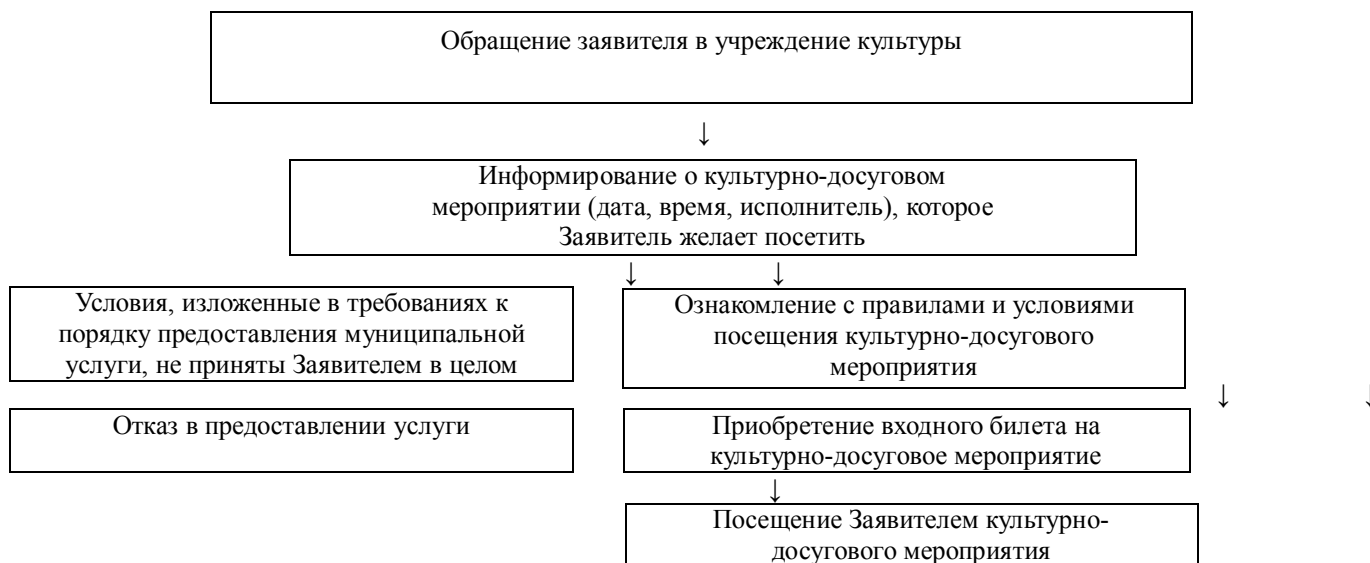 Обращение заявителя в учреждение культуры
↓
Информирование о культурно-досуговом
мероприятии (дата, время, исполнитель), которое
Заявитель желает посетить
↓ ↓
Условия, изложенные в требованиях к
порядку предоставления муниципальной
услуги, не приняты Заявителем в целом
Ознакомление с правилами и условиями
посещения культурно-досугового
мероприятия
↓ ↓
Отказ в предоставлении услуги
Приобретение входного билета на
культурно-досуговое мероприятие
↓
Посещение Заявителем культурно-
досугового мероприятия